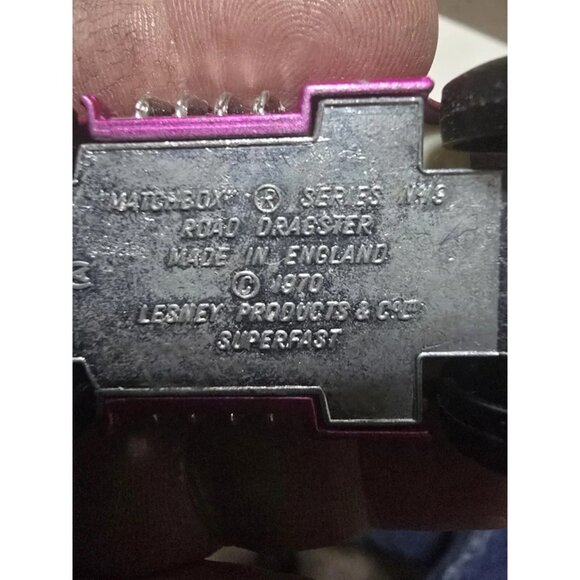 "MATCHBOX" ® SERIES Nº19
ROAD DRAGSTER
MADE IN ENGLAND
© 1970
LESNEY PRODUCTS & Cº Lᵀᴰ
SUPERFAST